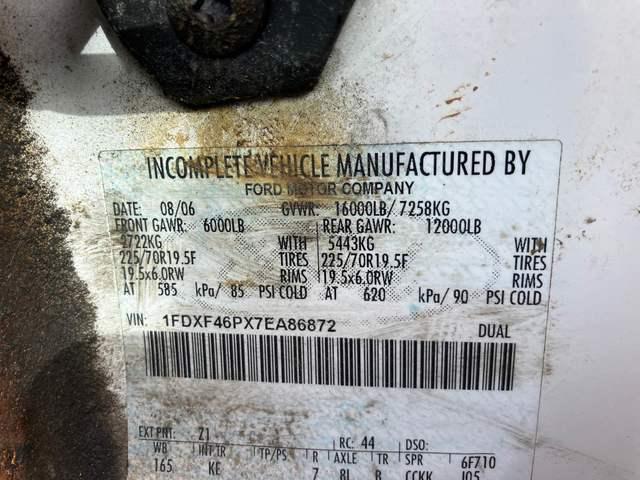 INCOMPLETE VEHICLE MANUFACTURED BY
FORD MOTOR COMPANY
DATE: 08/06 GVWR: 16000LB/ 7258KG
FRONT GAWR: 6000LB REAR GAWR: 12000LB
2722KG WITH 5443KG WITH
225/70R19.5F TIRES 225/70R19.5F TIRES
19.5x6.0RW RIMS 19.5x6.0RW RIMS
AT 585 kPa/ 85 PSI COLD AT 620 kPa/ 90 PSI COLD
VIN: 1FDXF46PX7EA86872 DUAL
EXT PNT: Z1 RC: 44 DSO:
WB INT TR TP/PS R AXLE TR SPR 6F710
165 KE 7 8L B CCKK J05